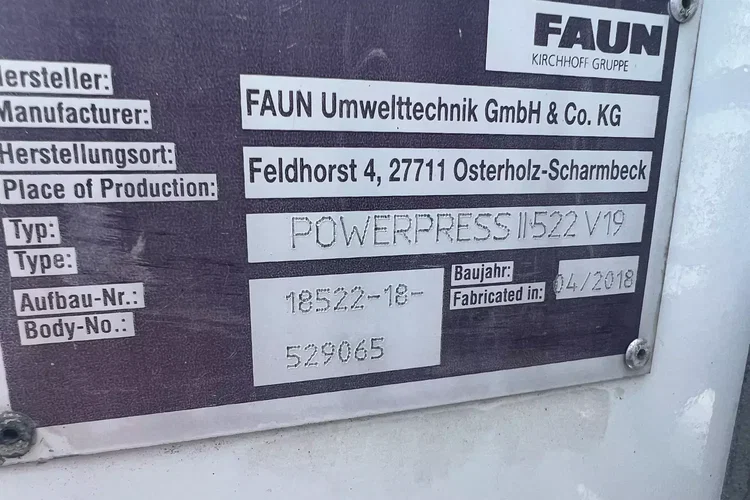 FAUN
KIRCHHOFF GRUPPE
Hersteller:
Manufacturer:
FAUN Umwelttechnik GmbH & Co. KG
Herstellungsort:
Place of Production:
Feldhorst 4, 27711 Osterholz-Scharmbeck
Typ:
Type:
POWERPRESS II 522 V19
Aufbau-Nr.:
Body-No.:
18522-18-
529065
Baujahr:
Fabricated in:
04/2018